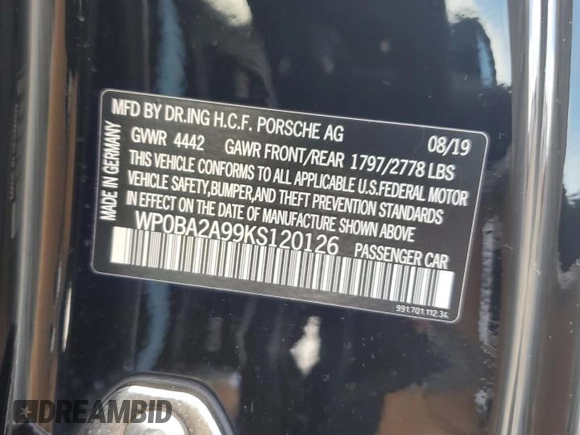 MFD BY DR.ING H.C.F. PORSCHE AG 08/19
GVWR 4442 GAWR FRONT/REAR 1797/2778 LBS
THIS VEHICLE CONFORMS TO ALL APPLICABLE U.S.FEDERAL MOTOR
VEHICLE SAFETY,BUMPER,AND THEFT PREVENTION STANDARDS
IN EFFECT ON THE DATE OF MANUFACTURE SHOWN ABOVE.
WP0BA2A99KS120126 PASSENGER CAR
GERMANY
991.701.112.34
DREAMBID